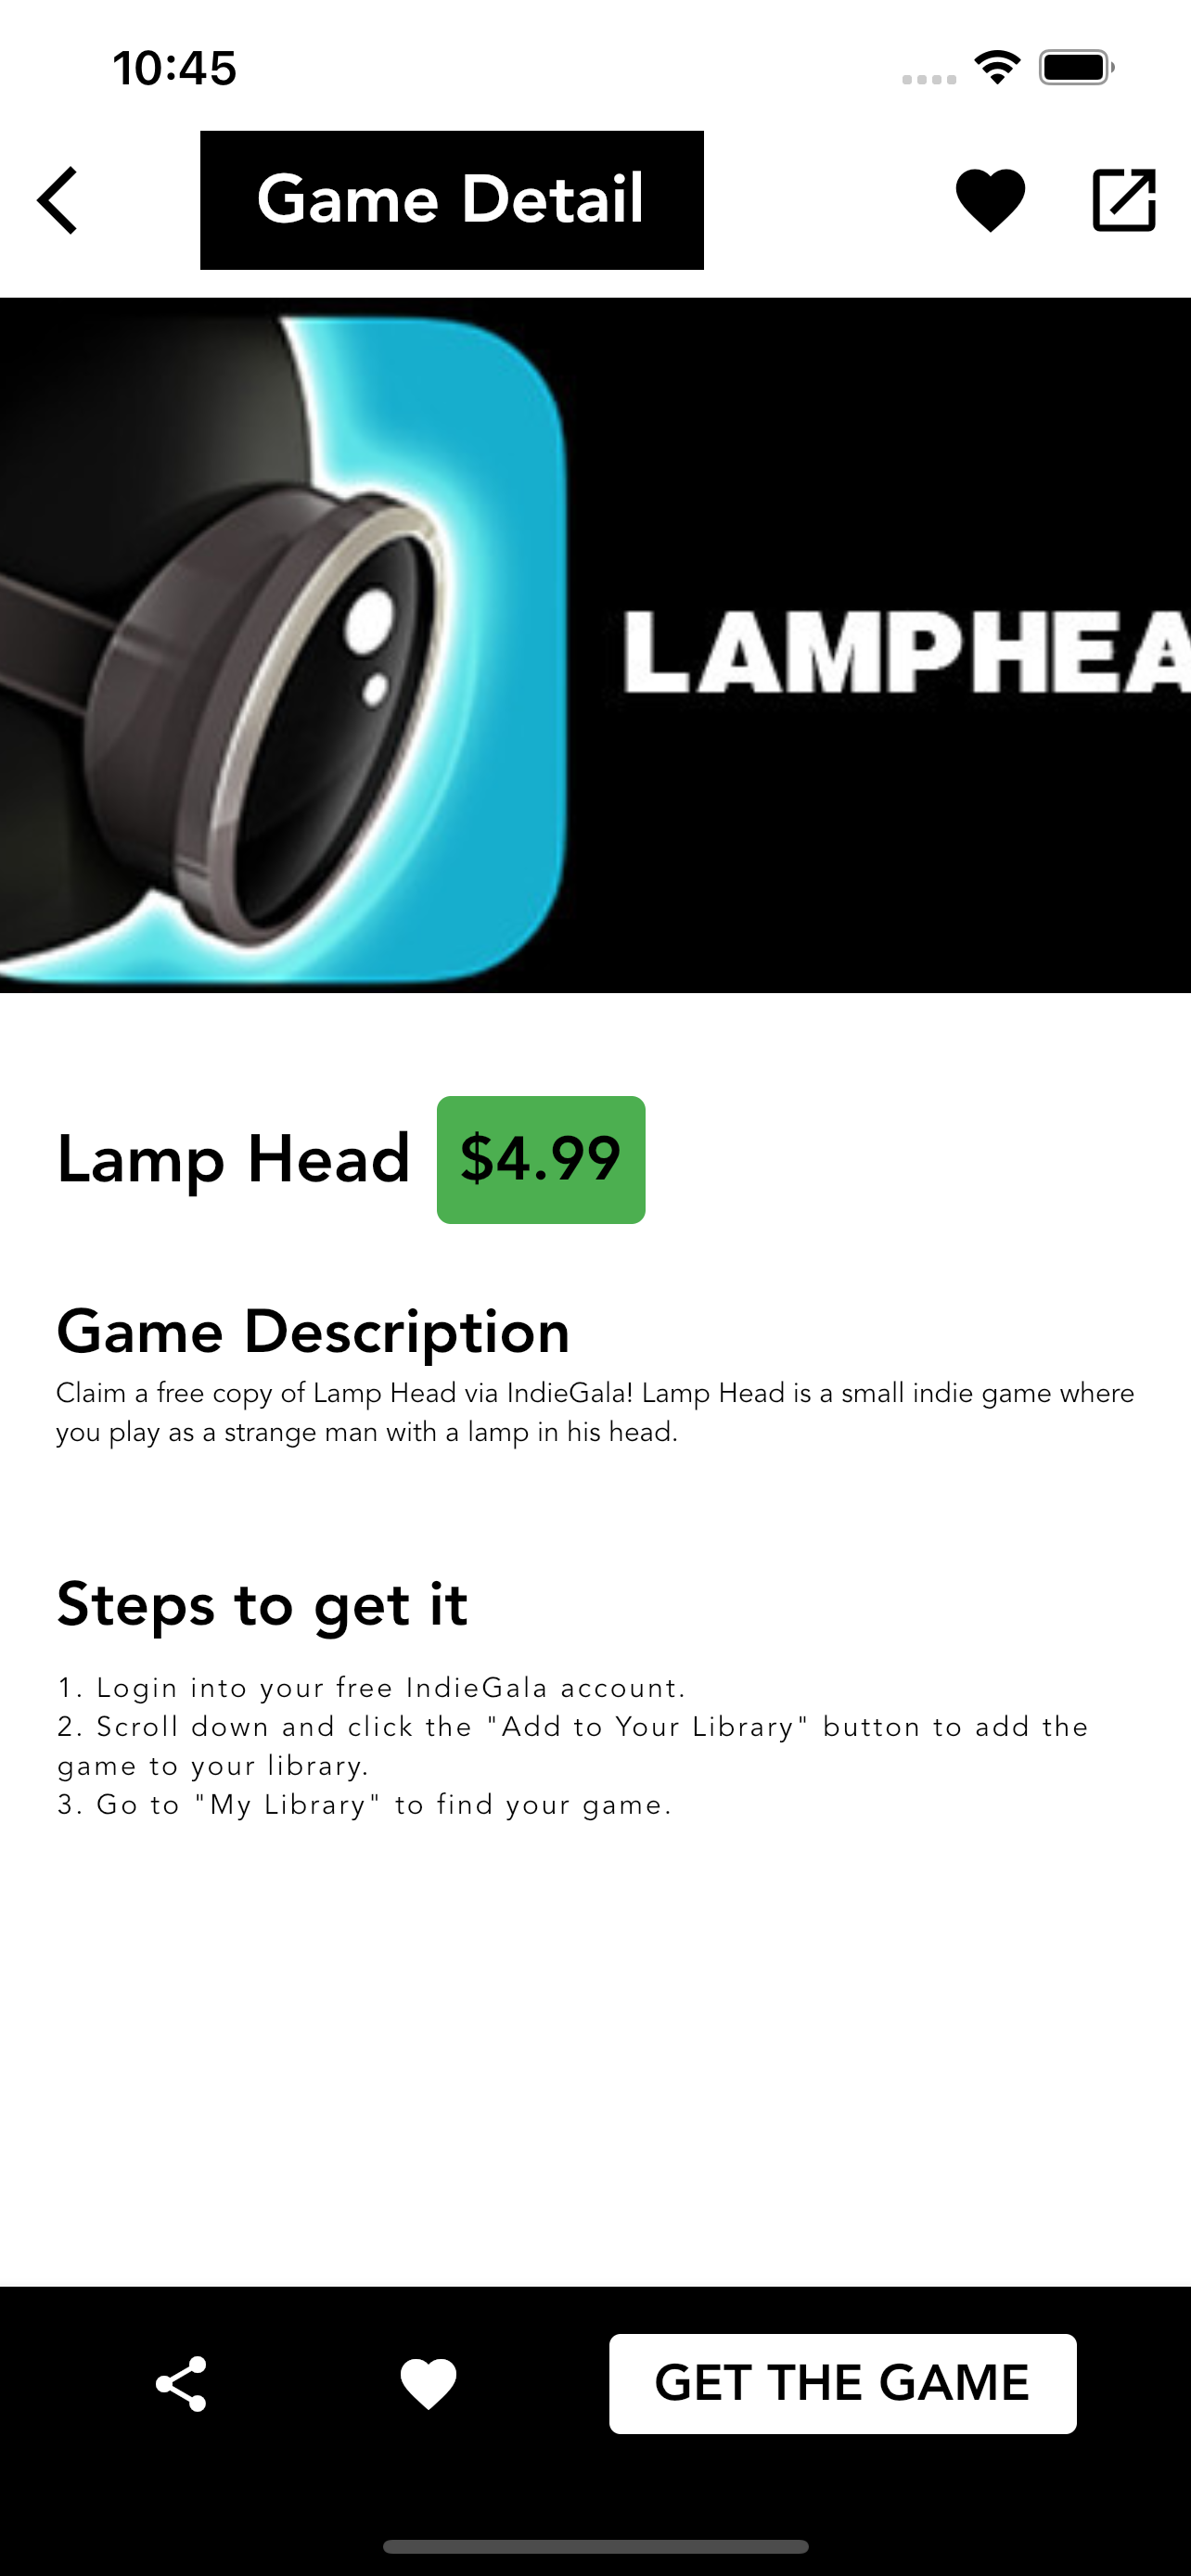 10:45
Game Detail
LAMPHEA
Lamp Head $4.99
Game Description
Claim a free copy of Lamp Head via IndieGala! Lamp Head is a small indie game where
you play as a strange man with a lamp in his head.
Steps to get it
1. Login into your free IndieGala account.
2. Scroll down and click the "Add to Your Library" button to add the
game to your library.
3. Go to "My Library" to find your game.
GET THE GAME